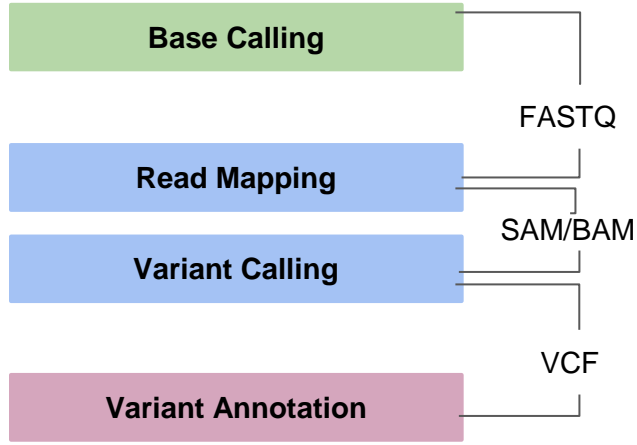 Base Calling
FASTQ
Read Mapping
SAM/BAM
Variant Calling
VCF
Variant Annotation